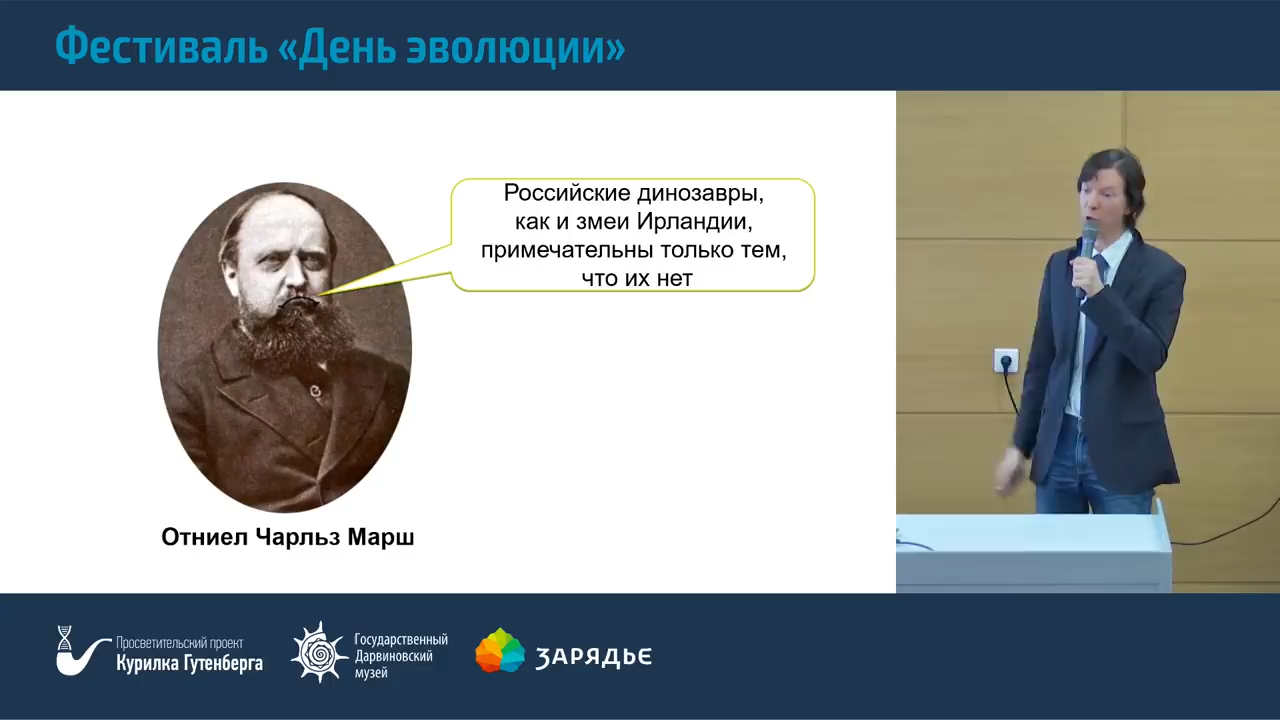 Фестиваль «День эволюции»
Российские динозавры,
как и змеи Ирландии,
примечательны только тем,
что их нет
Отниел Чарльз Марш
Просветительский проект
Курилка Гутенберга
Государственный
Дарвиновский
музей
ЗАРЯДЬЕ